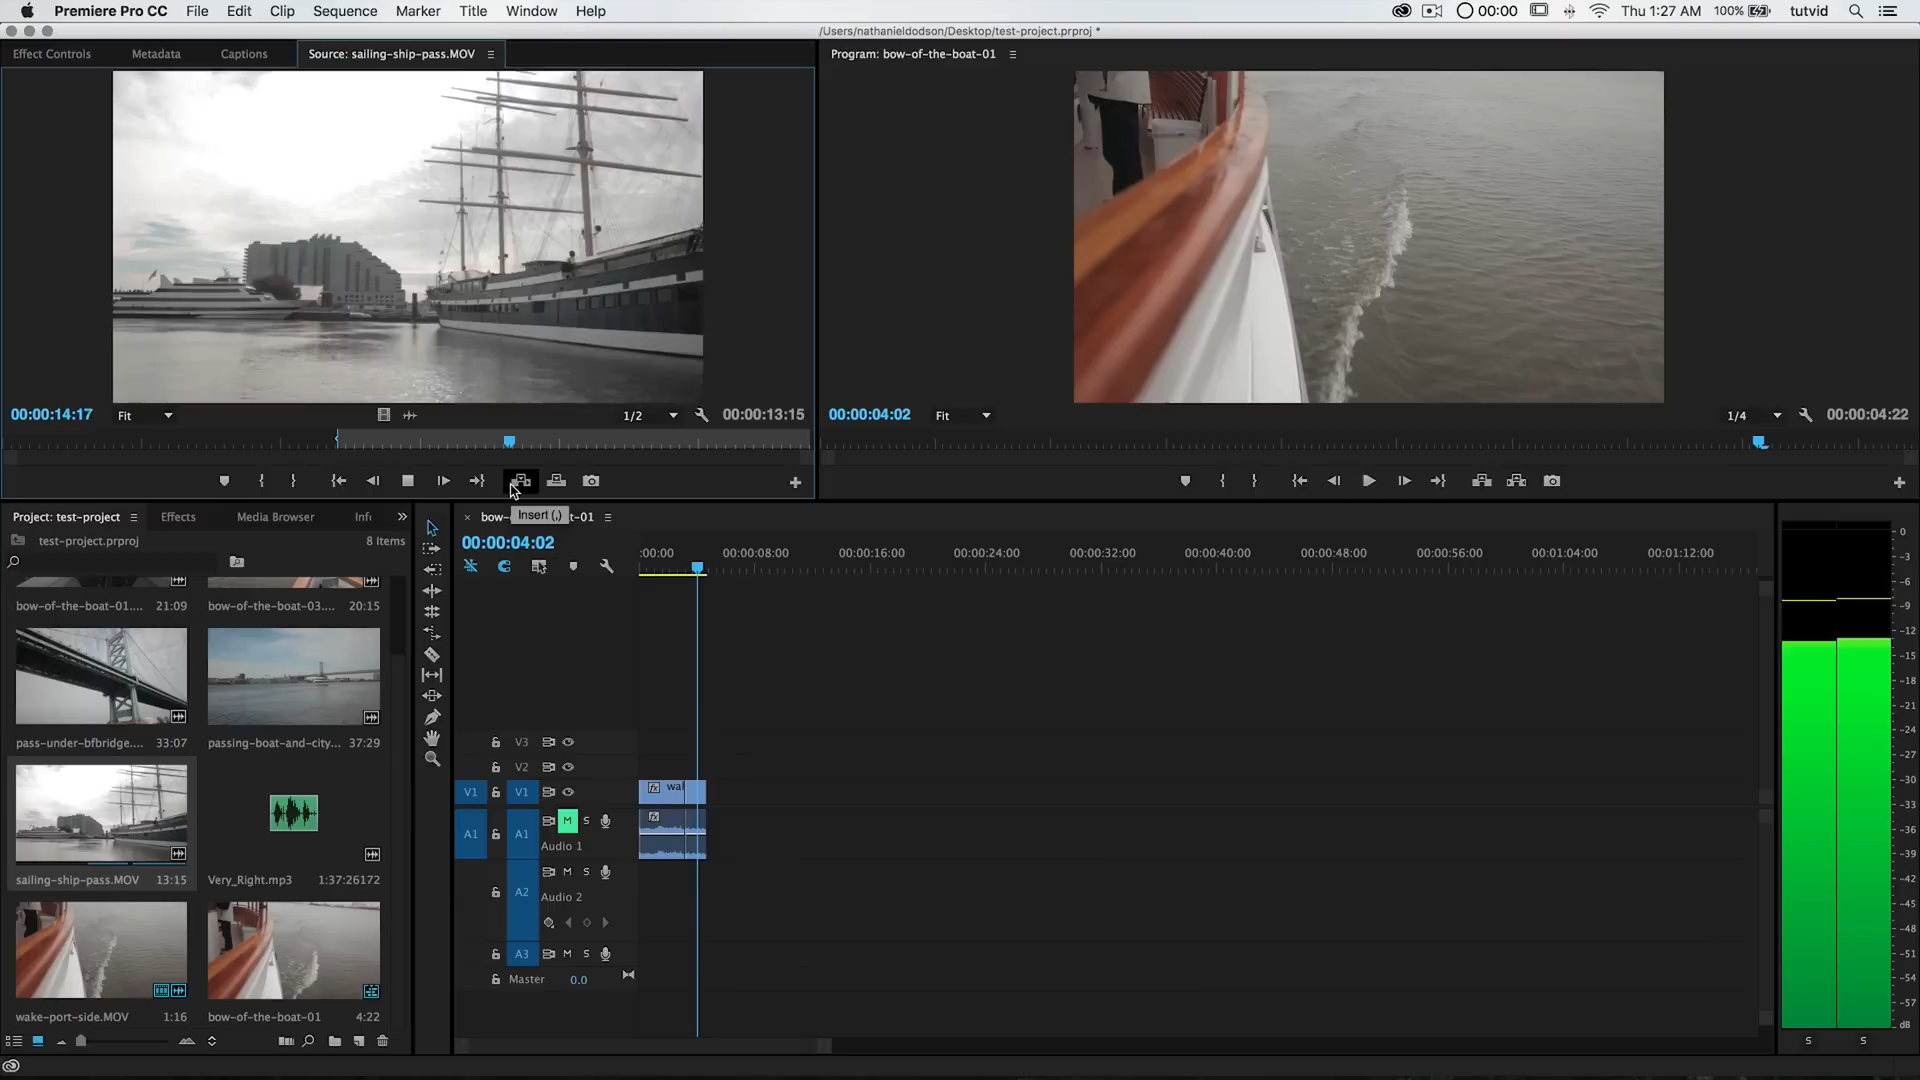 Premiere Pro CC File Edit Clip Sequence Marker Title Window Help 00:00 Thu 1:27 AM 100% tutvid
/Users/nathanieldodson/Desktop/test-project.prproj *
Effect Controls Metadata Captions Source: sailing-ship-pass.MOV Program: bow-of-the-boat-01
00:00:14:17 Fit 1/2 00:00:13:15 00:00:04:02 Fit 1/4 00:00:04:22
Insert (,)
Project: test-project Effects Media Browser Info
bow- t-01
test-project.prproj 8 Items
00:00:04:02
:00:00 00:00:08:00 00:00:16:00 00:00:24:00 00:00:32:00 00:00:40:00 00:00:48:00 00:00:56:00 00:01:04:00 00:01:12:00
bow-of-the-boat-01.... 21:09 bow-of-the-boat-03.... 20:15
pass-under-bfbridge.... 33:07 passing-boat-and-city... 37:29
sailing-ship-pass.MOV 13:15 Very_Right.mp3 1:37:26172
wake-port-side.MOV 1:16 bow-of-the-boat-01 4:22
V3
V2
V1 V1 fx wal
A1 A1 M S fx
Audio 1
A2 M S
Audio 2
A3 M S
Master 0.0
0
-3
-6
-9
-12
-15
-18
-21
-24
-27
-30
-33
-36
-39
-42
-45
-48
-51
-54
-57
dB
S S